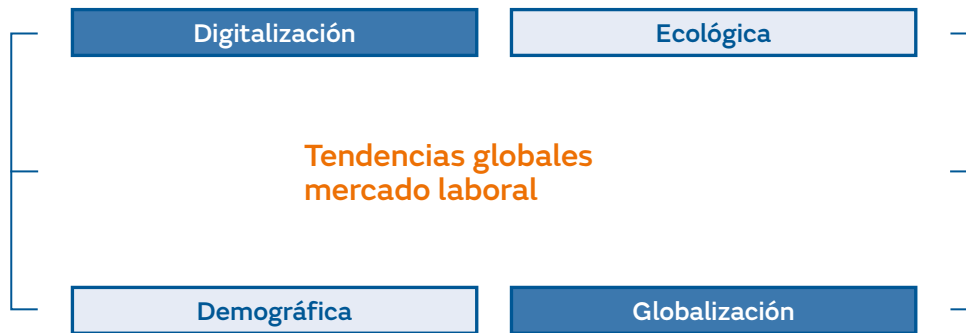 Digitalización
Ecológica
Tendencias globales
mercado laboral
Demográfica
Globalización